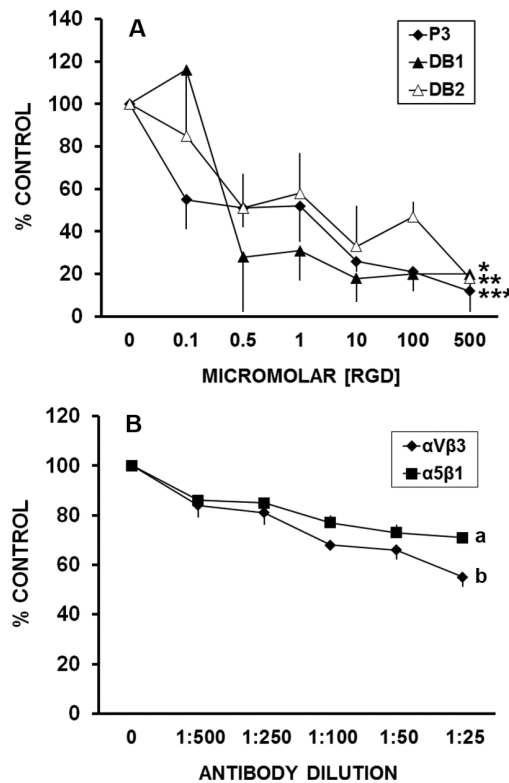 A
P3
DB1
DB2
140
120
100
80
60
40
20
0
% CONTROL
*
**
***
0 0.1 0.5 1 10 100 500
MICROMOLAR [RGD]
B
αVβ3
α5β1
120
100
80
60
40
20
0
% CONTROL
a
b
0 1:500 1:250 1:100 1:50 1:25
ANTIBODY DILUTION